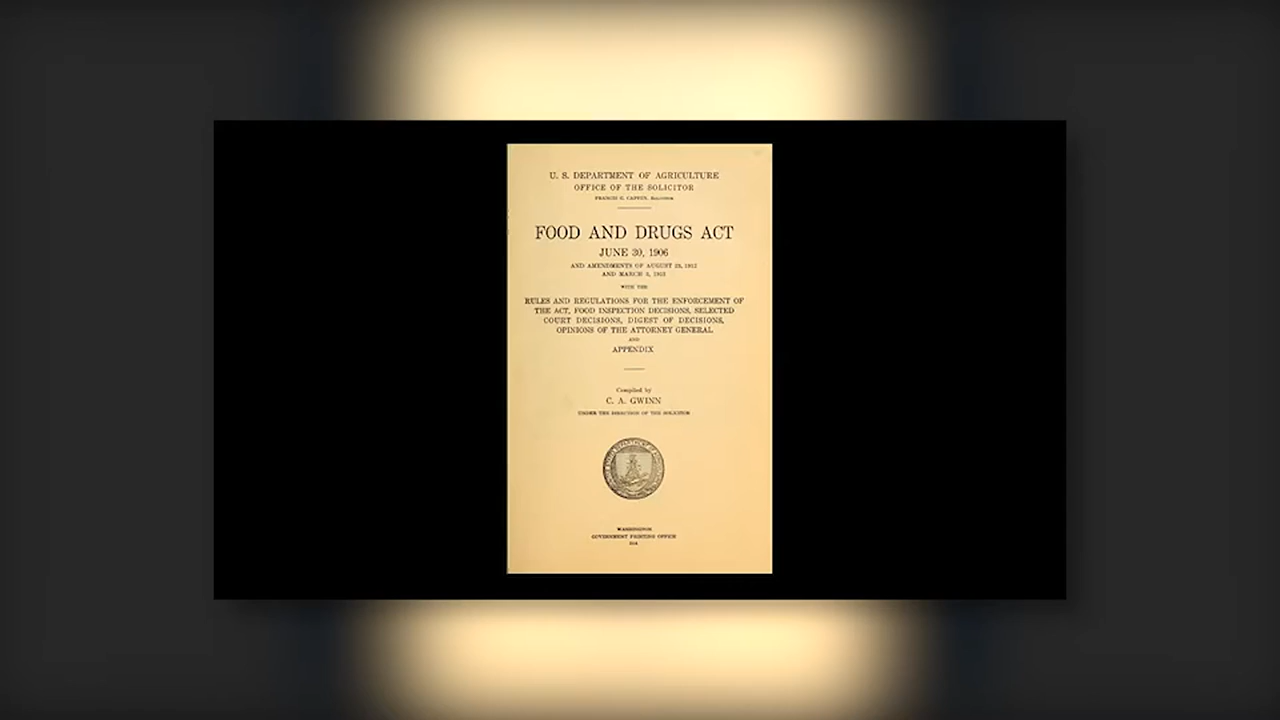 U. S. DEPARTMENT OF AGRICULTURE
OFFICE OF THE SOLICITOR
FRANCIS G. CAFFEY, Solicitor
FOOD AND DRUGS ACT
JUNE 30, 1906
AND AMENDMENTS OF AUGUST 23, 1912
AND MARCH 3, 1913
WITH THE
RULES AND REGULATIONS FOR THE ENFORCEMENT OF
THE ACT, FOOD INSPECTION DECISIONS, SELECTED
COURT DECISIONS, DIGEST OF DECISIONS,
OPINIONS OF THE ATTORNEY GENERAL
AND
APPENDIX
Compiled by
C. A. GWINN
UNDER THE DIRECTION OF THE SOLICITOR
WASHINGTON
GOVERNMENT PRINTING OFFICE